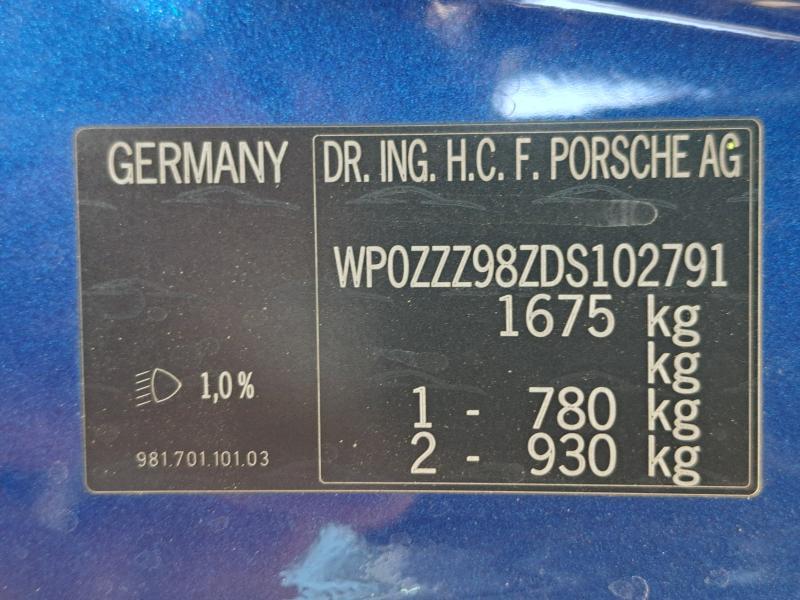 GERMANY
DR. ING. H.C. F. PORSCHE AG
WP0ZZZ98ZDS102791
1675 kg
kg
1 - 780 kg
2 - 930 kg
1,0 %
981.701.101.03